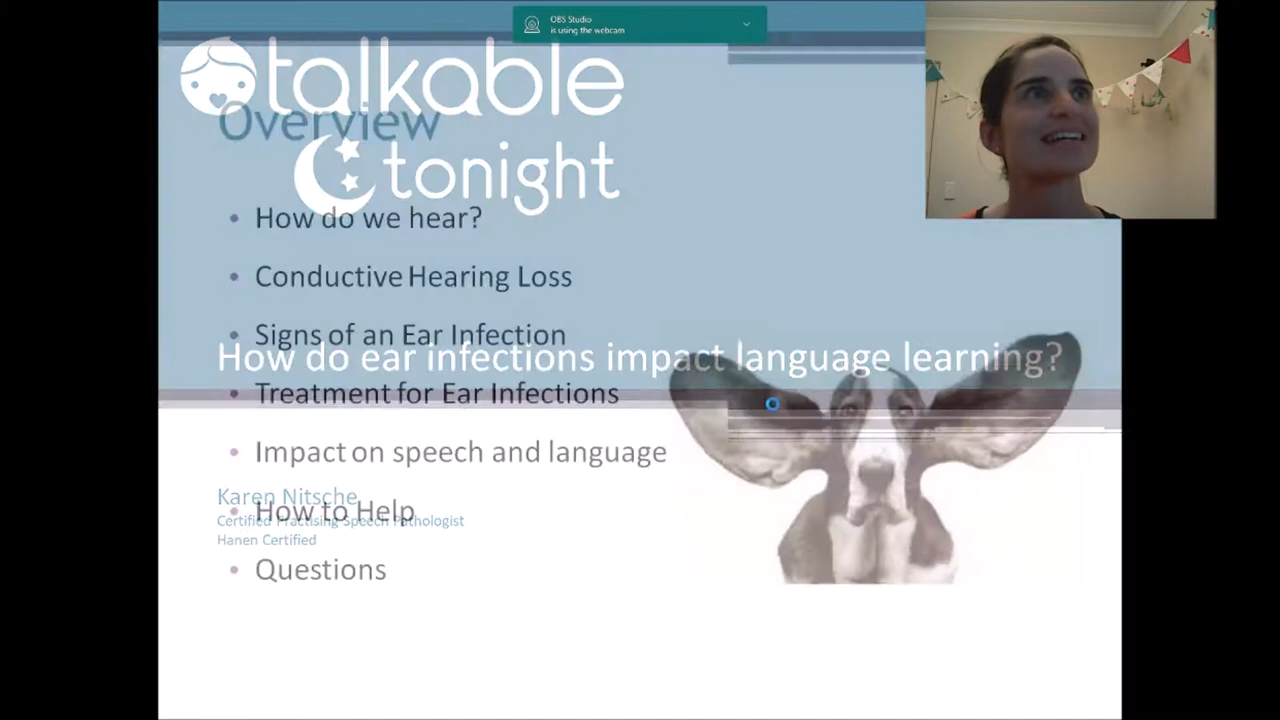 OBS Studio
is using the webcam
talkable
Overview
tonight
• How do we hear?
• Conductive Hearing Loss
• Signs of an Ear Infection
How do ear infections impact language learning?
• Treatment for Ear Infections
• Impact on speech and language
Karen Nitsche
• How to Help
Certified Practising Speech Pathologist
Hanen Certified
• Questions